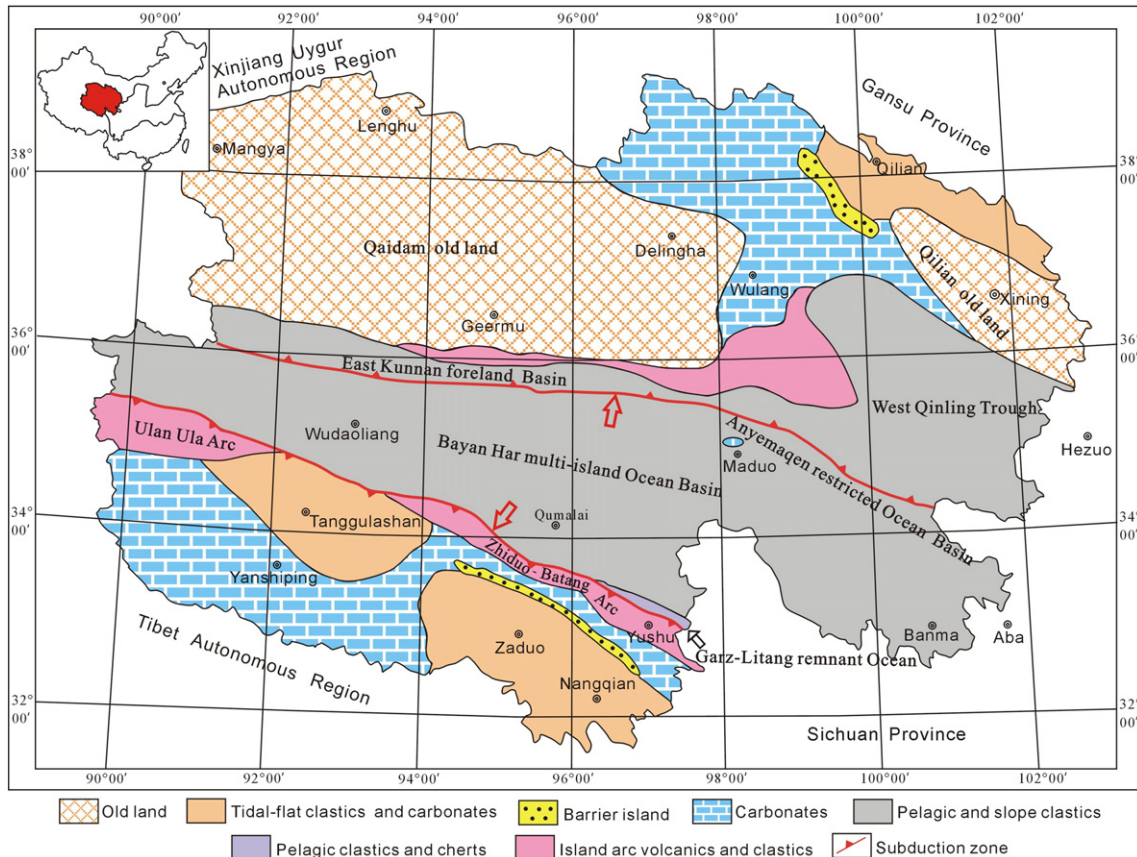 90°00′ 92°00′ 94°00′ 96°00′ 98°00′ 100°00′ 102°00′
Xinjiang Uygur
Autonomous Region
Gansu Province
Lenghu
Mangya
38°
00′
38°
00′
Qilian
Qaidam old land
Delingha
Wulang
Qilian old land
Xining
Geermu
36°
00′
36°
00′
East Kunnan foreland Basin
West Qinling Trough
Ulan Ula Arc
Wudaoliang
Bayan Har multi-island Ocean Basin
Maduo
Anyemaqen restricted Ocean Basin
Hezuo
34°
00′
34°
00′
Tanggulashan
Qumalai
Yanshiping
Zhiduo - Batang
Arc
Tibet Autonomous Region
Zaduo
Yushu
Banma
Aba
Garz-Litang remnant Ocean
Nangqian
32°
00′
32°
00′
Sichuan Province
90°00′ 92°00′ 94°00′ 96°00′ 98°00′ 100°00′ 102°00′
Old land
Tidal-flat clastics and carbonates
Barrier island
Carbonates
Pelagic and slope clastics
Pelagic clastics and cherts
Island arc volcanics and clastics
Subduction zone